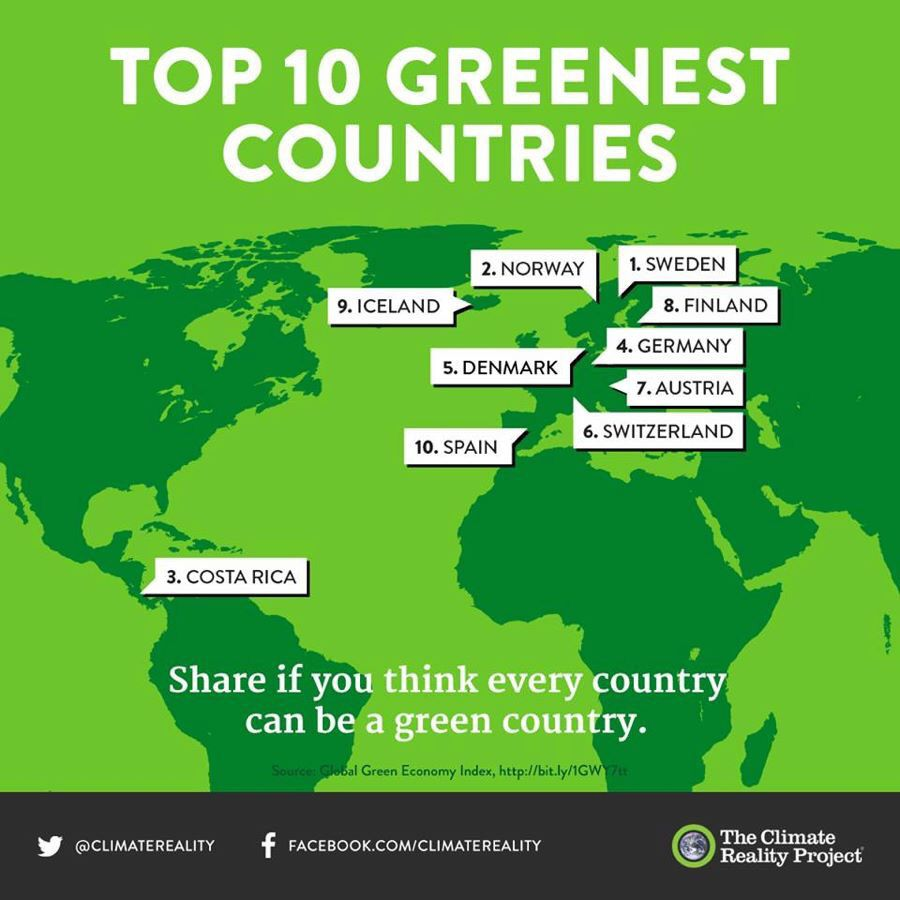 TOP 10 GREENEST
COUNTRIES
2. NORWAY
1. SWEDEN
9. ICELAND
8. FINLAND
4. GERMANY
5. DENMARK
7. AUSTRIA
6. SWITZERLAND
10. SPAIN
3. COSTA RICA
Share if you think every country
can be a green country.
Source: Global Green Economy Index, http://bit.ly/1GWY7tt
@CLIMATEREALITY
FACEBOOK.COM/CLIMATEREALITY
The Climate
Reality Project